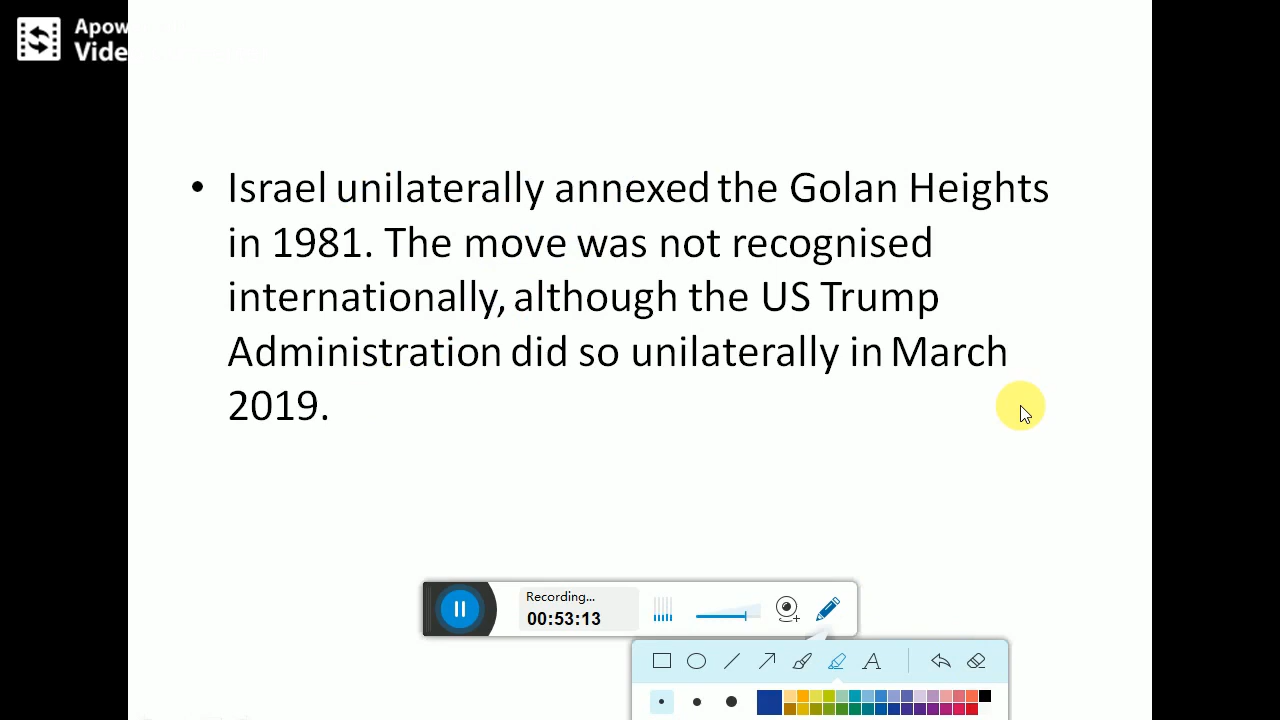 Apow
Vide
• Israel unilaterally annexed the Golan Heights
in 1981. The move was not recognised
internationally, although the US Trump
Administration did so unilaterally in March
2019.
Recording...
00:53:13
A